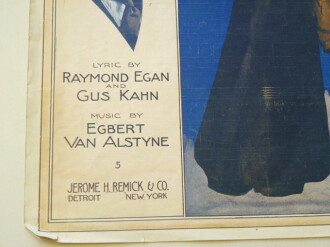 LYRIC BY
RAYMOND EGAN
AND
GUS KAHN
MUSIC BY
EGBERT
VAN ALSTYNE
5
JEROME H. REMICK & CO.
DETROIT NEW YORK